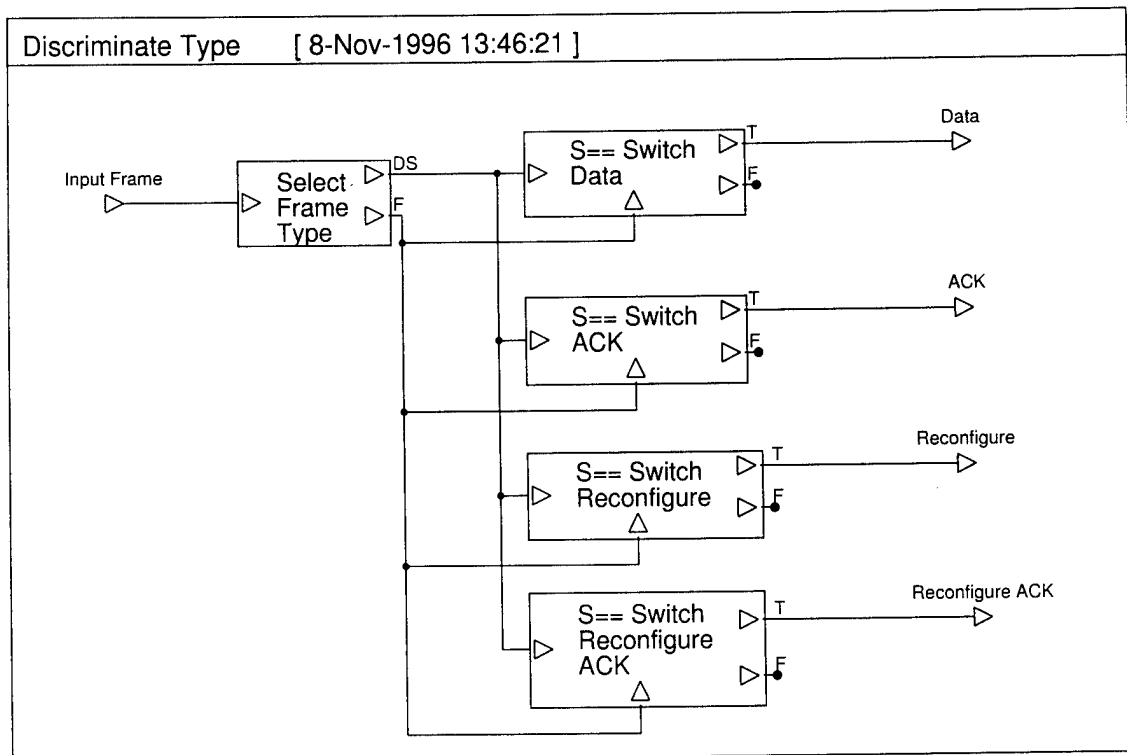 Discriminate Type [ 8-Nov-1996 13:46:21 ]
Input Frame
Select
Frame
Type
DS
F
S== Switch
Data
T
F
Data
S== Switch
ACK
T
F
ACK
S== Switch
Reconfigure
T
F
Reconfigure
S== Switch
Reconfigure
ACK
T
F
Reconfigure ACK